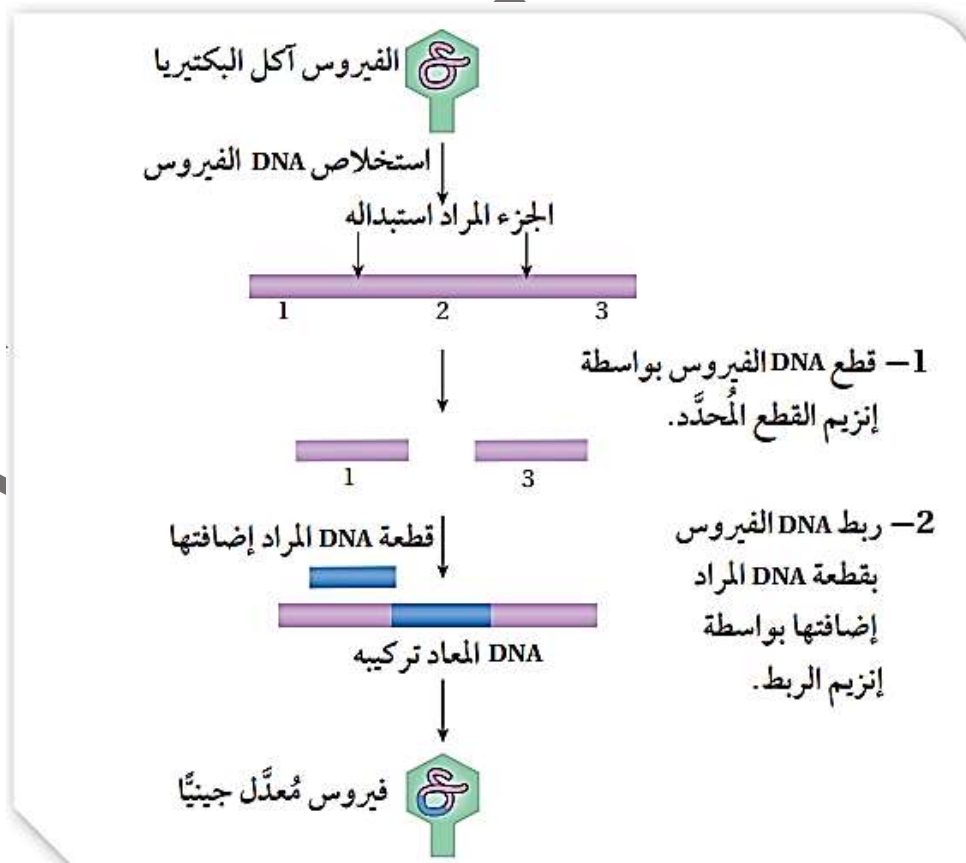 الفيروس آكل البكتيريا
استخلاص DNA الفيروس
الجزء المراد استبداله
1 2 3
1– قطع DNA الفيروس بواسطة
إنزيم القطع المُحدَّد.
1 3
قطعة DNA المراد إضافتها
DNA المعاد تركيبه
2– ربط DNA الفيروس
بقطعة DNA المراد
إضافتها بواسطة
إنزيم الربط.
فيروس مُعدَّل جينيًّا